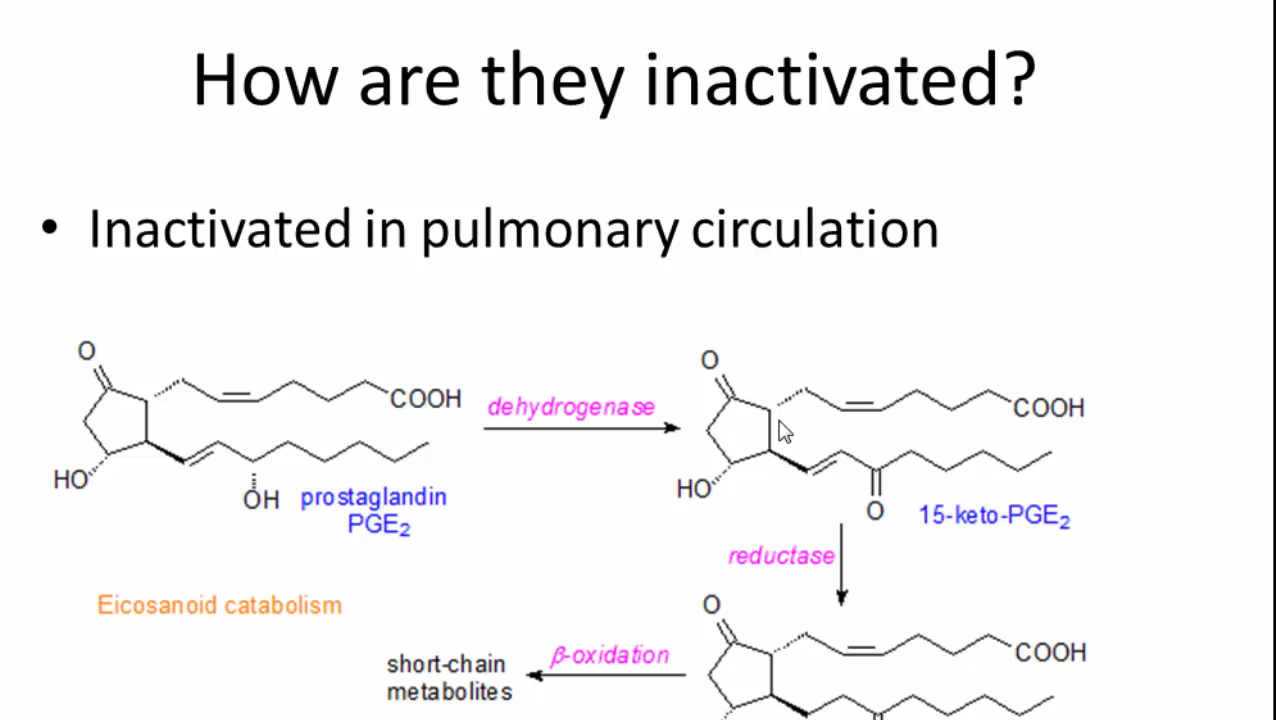 How are they inactivated?
• Inactivated in pulmonary circulation
O
COOH
HO
OH
prostaglandin
PGE2
dehydrogenase
O
COOH
HO
O
15-keto-PGE2
reductase
Eicosanoid catabolism
O
COOH
β-oxidation
short-chain
metabolites